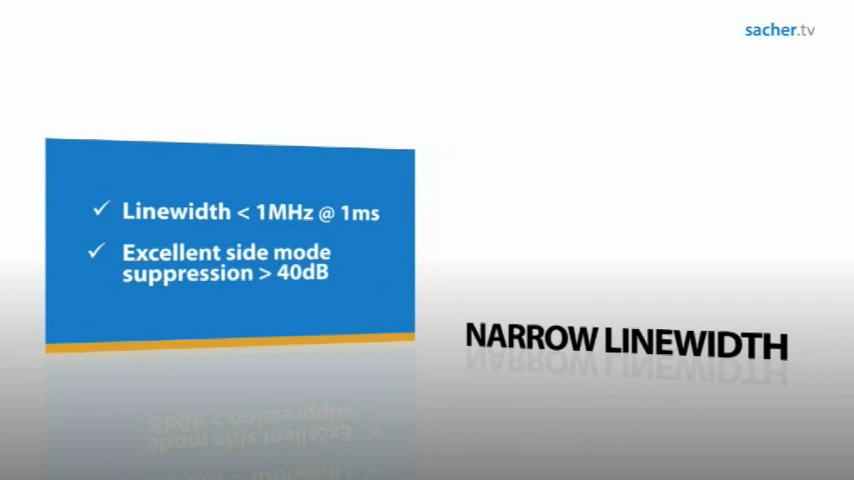 sacher.tv
✓ Linewidth < 1MHz @ 1ms
✓ Excellent side mode
suppression > 40dB
NARROW LINEWIDTH